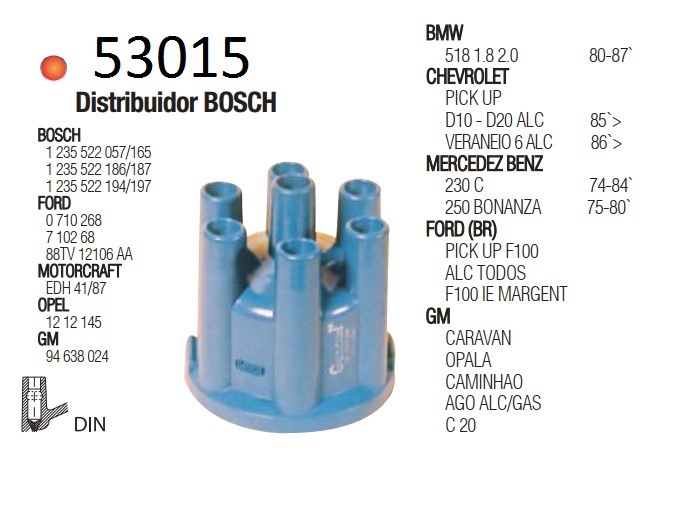 53015
Distribuidor BOSCH
BOSCH
1 235 522 057/165
1 235 522 186/187
1 235 522 194/197
FORD
0 710 268
7 102 68
88TV 12106 AA
MOTORCRAFT
EDH 41/87
OPEL
12 12 145
GM
94 638 024
DIN
BMW
518 1.8 2.0 80-87`
CHEVROLET
PICK UP
D10 - D20 ALC 85`>
VERANEIO 6 ALC 86`>
MERCEDEZ BENZ
230 C 74-84`
250 BONANZA 75-80`
FORD (BR)
PICK UP F100
ALC TODOS
F100 IE MARGENT
GM
CARAVAN
OPALA
CAMINHAO
AGO ALC/GAS
C 20